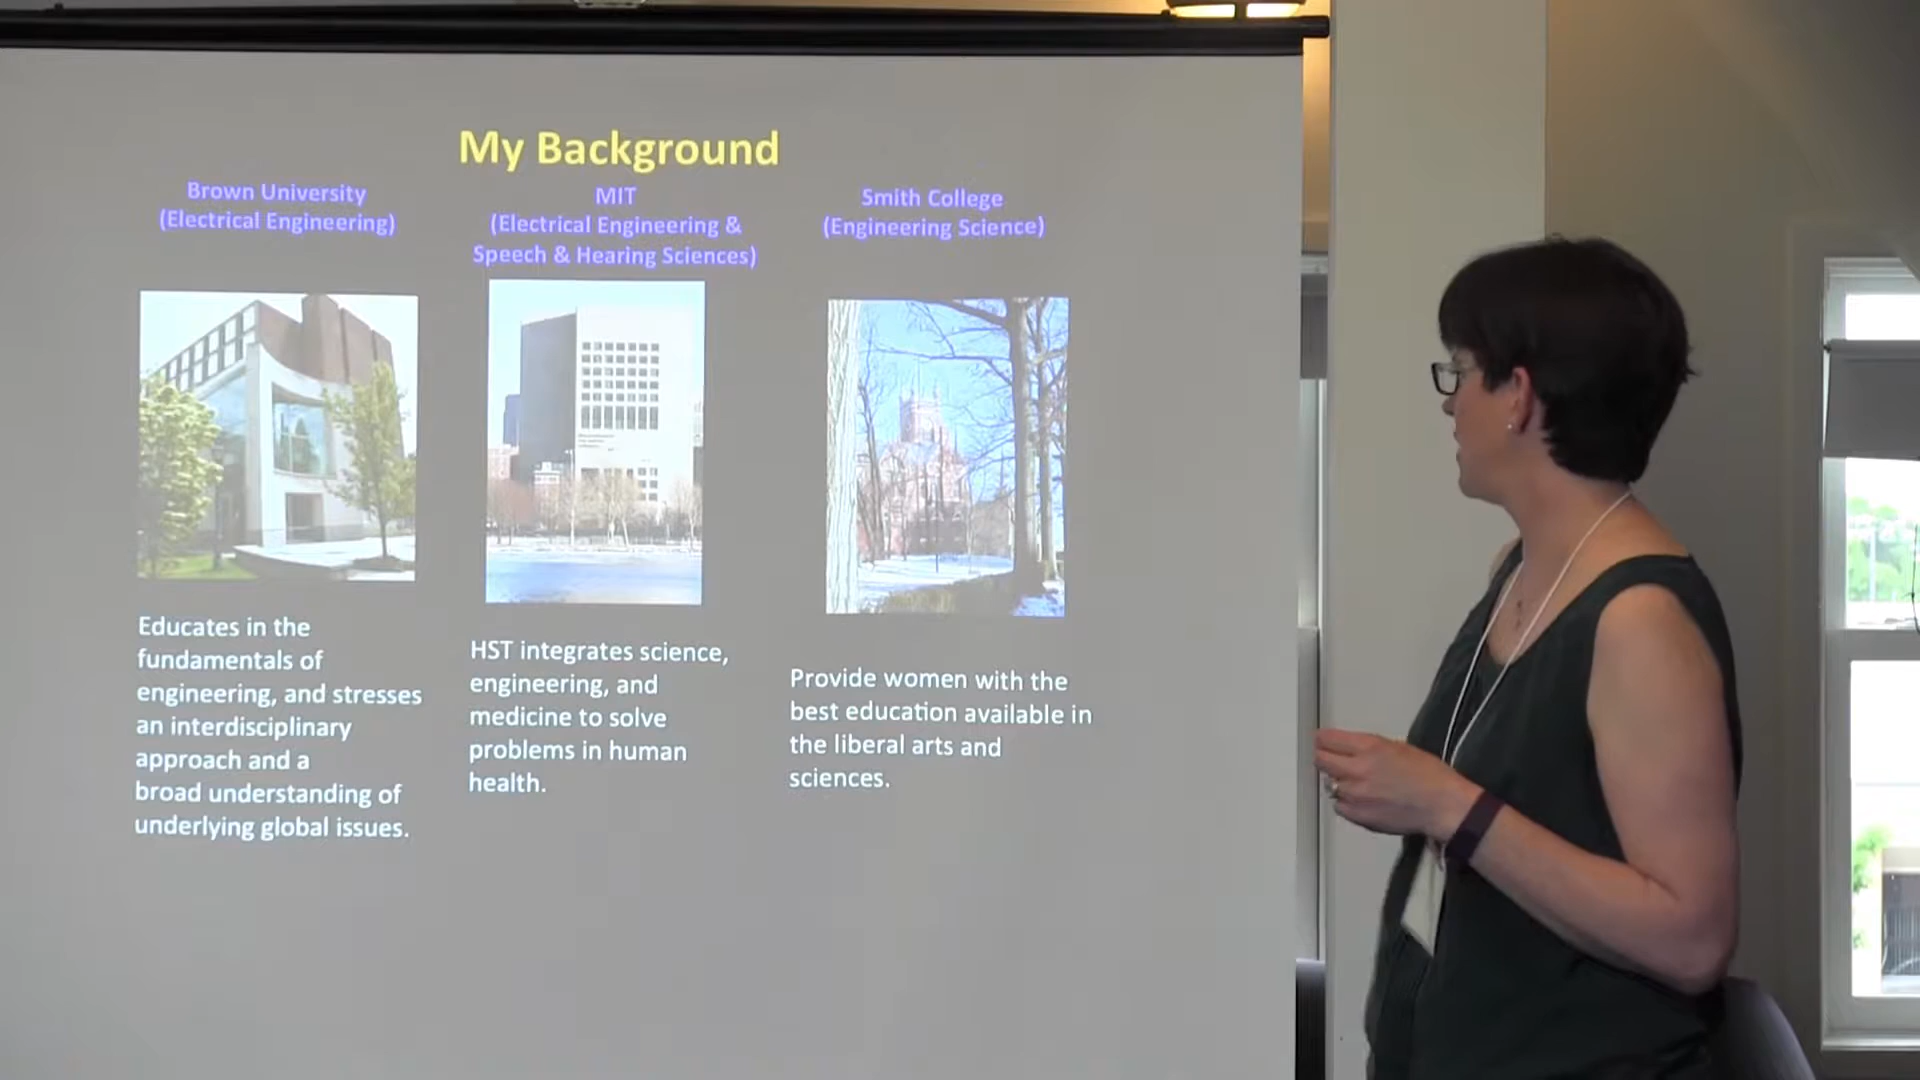 My Background
Brown University
(Electrical Engineering)
MIT
(Electrical Engineering &
Speech & Hearing Sciences)
Smith College
(Engineering Science)
Educates in the
fundamentals of
engineering, and stresses
an interdisciplinary
approach and a
broad understanding of
underlying global issues.
HST integrates science,
engineering, and
medicine to solve
problems in human
health.
Provide women with the
best education available in
the liberal arts and
sciences.